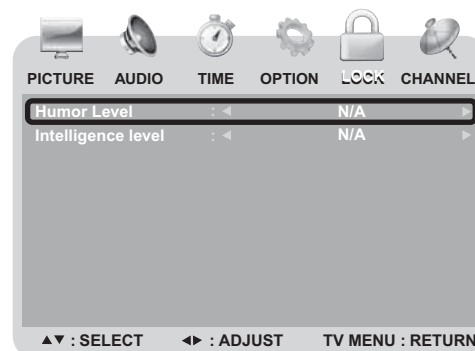 PICTURE AUDIO TIME OPTION LOCK CHANNEL
Humor Level : ◀ N/A ▶
Intelligence level : ◀ N/A ▶
▲▼ : SELECT ◀▶ : ADJUST TV MENU : RETURN